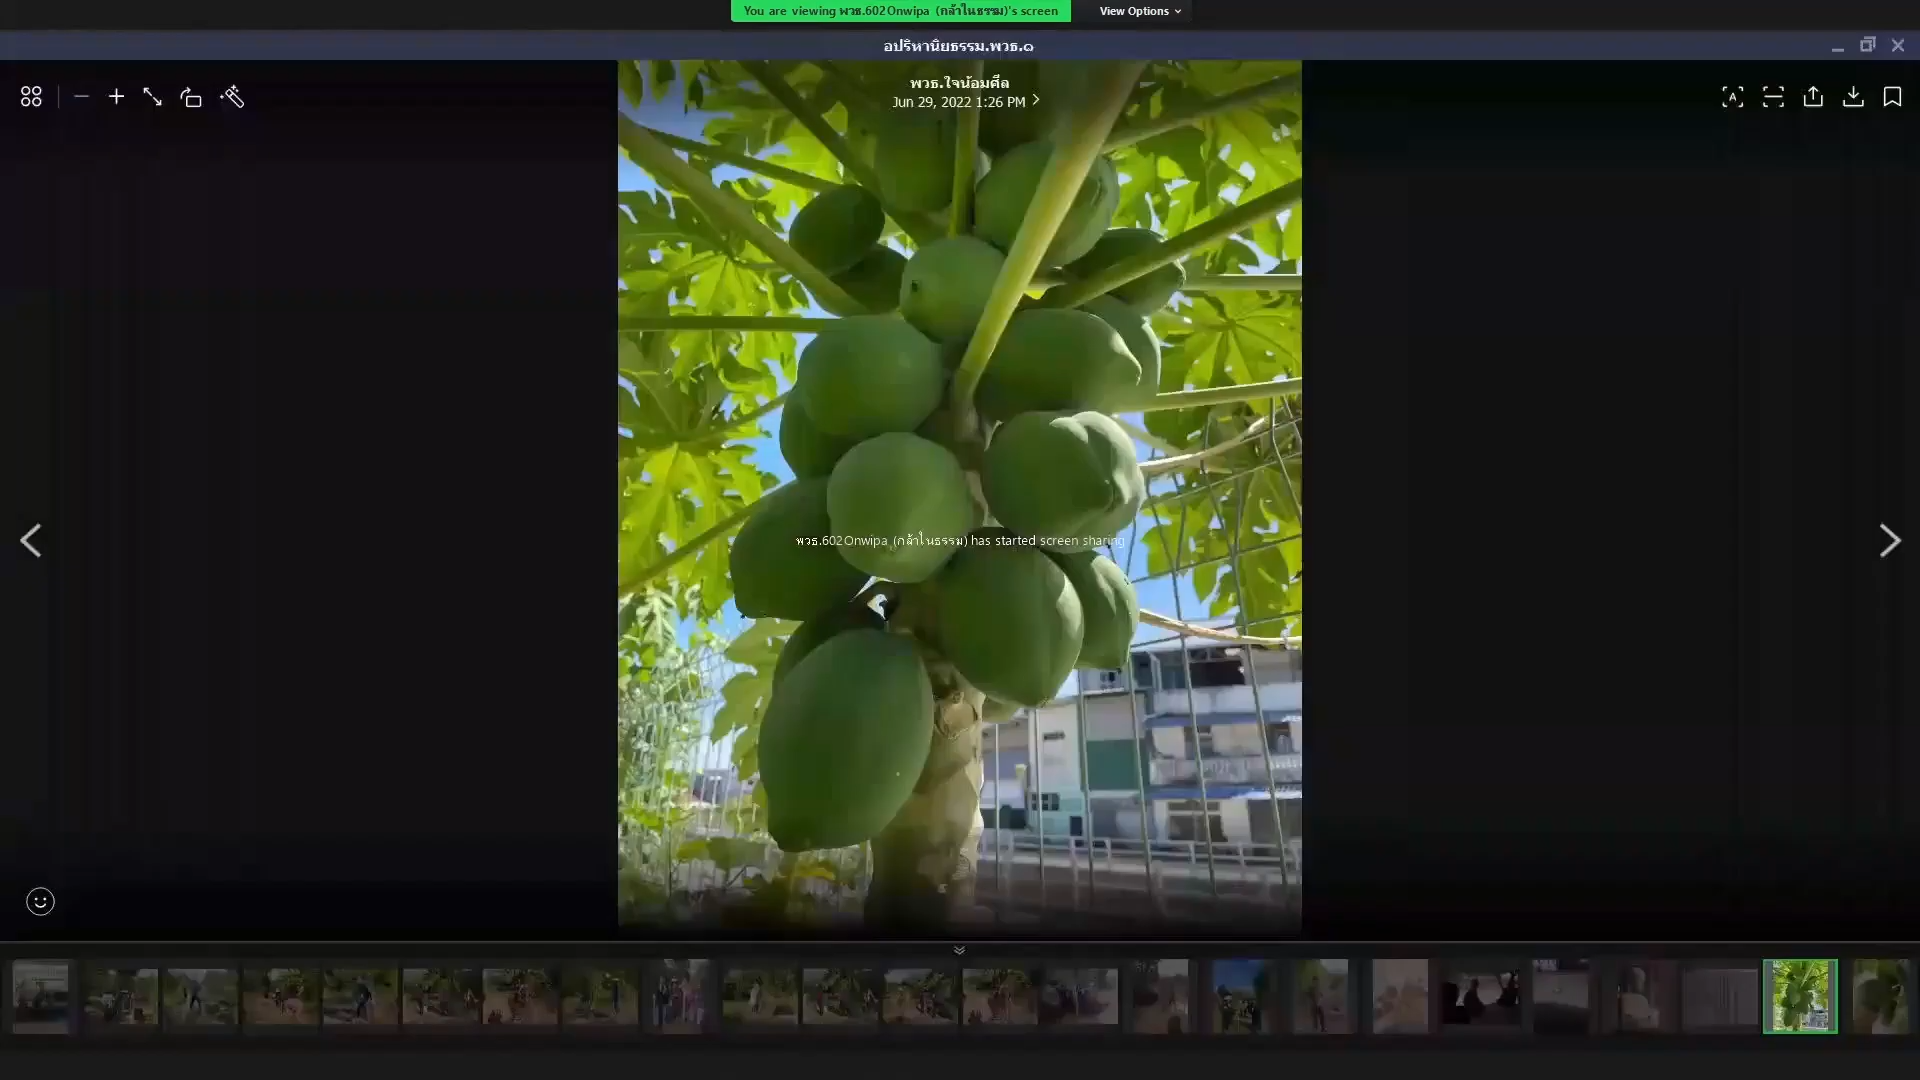 You are viewing พวธ.602Onwipa (กล้าในธรรม)'s screen
View Options
อปริหานิยธรรม.พวธ.๑
พวธ.ใจน้อมศีล
Jun 29, 2022 1:26 PM
พวธ.602Onwipa (กล้าในธรรม) has started screen sharing